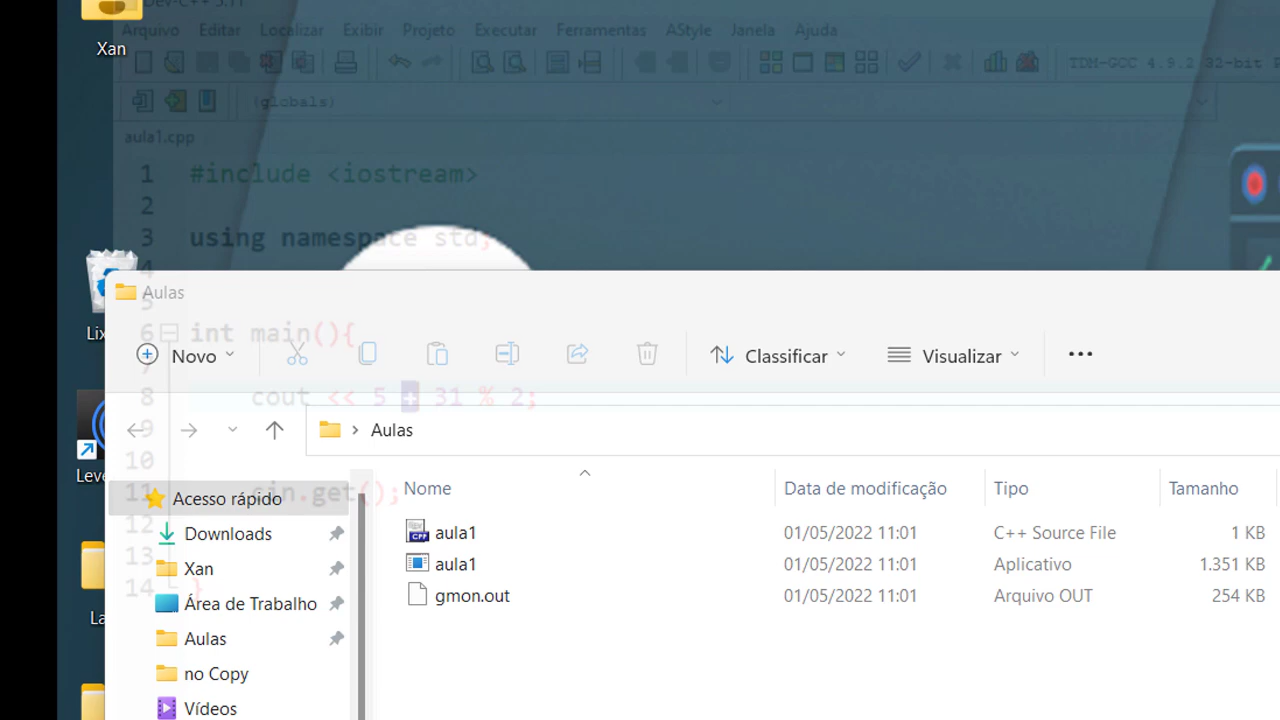 Dev-C++ 5.11
Xan
Arquivo Editar Localizar Exibir Projeto Executar Ferramentas AStyle Janela Ajuda
TDM-GCC 4.9.2 32-bit
(globals)
aula1.cpp
1 #include <iostream>
2
3 using namespace std;
Aulas
5
6 int main(){
Novo
Classificar
Visualizar
8 cout << 5 + 31 % 2;
9
Aulas
10
11 cin.get();
12
13
14 }
Acesso rápido
Downloads
Xan
Área de Trabalho
Aulas
no Copy
Vídeos
Nome Data de modificação Tipo Tamanho
aula1 01/05/2022 11:01 C++ Source File 1 KB
aula1 01/05/2022 11:01 Aplicativo 1.351 KB
gmon.out 01/05/2022 11:01 Arquivo OUT 254 KB